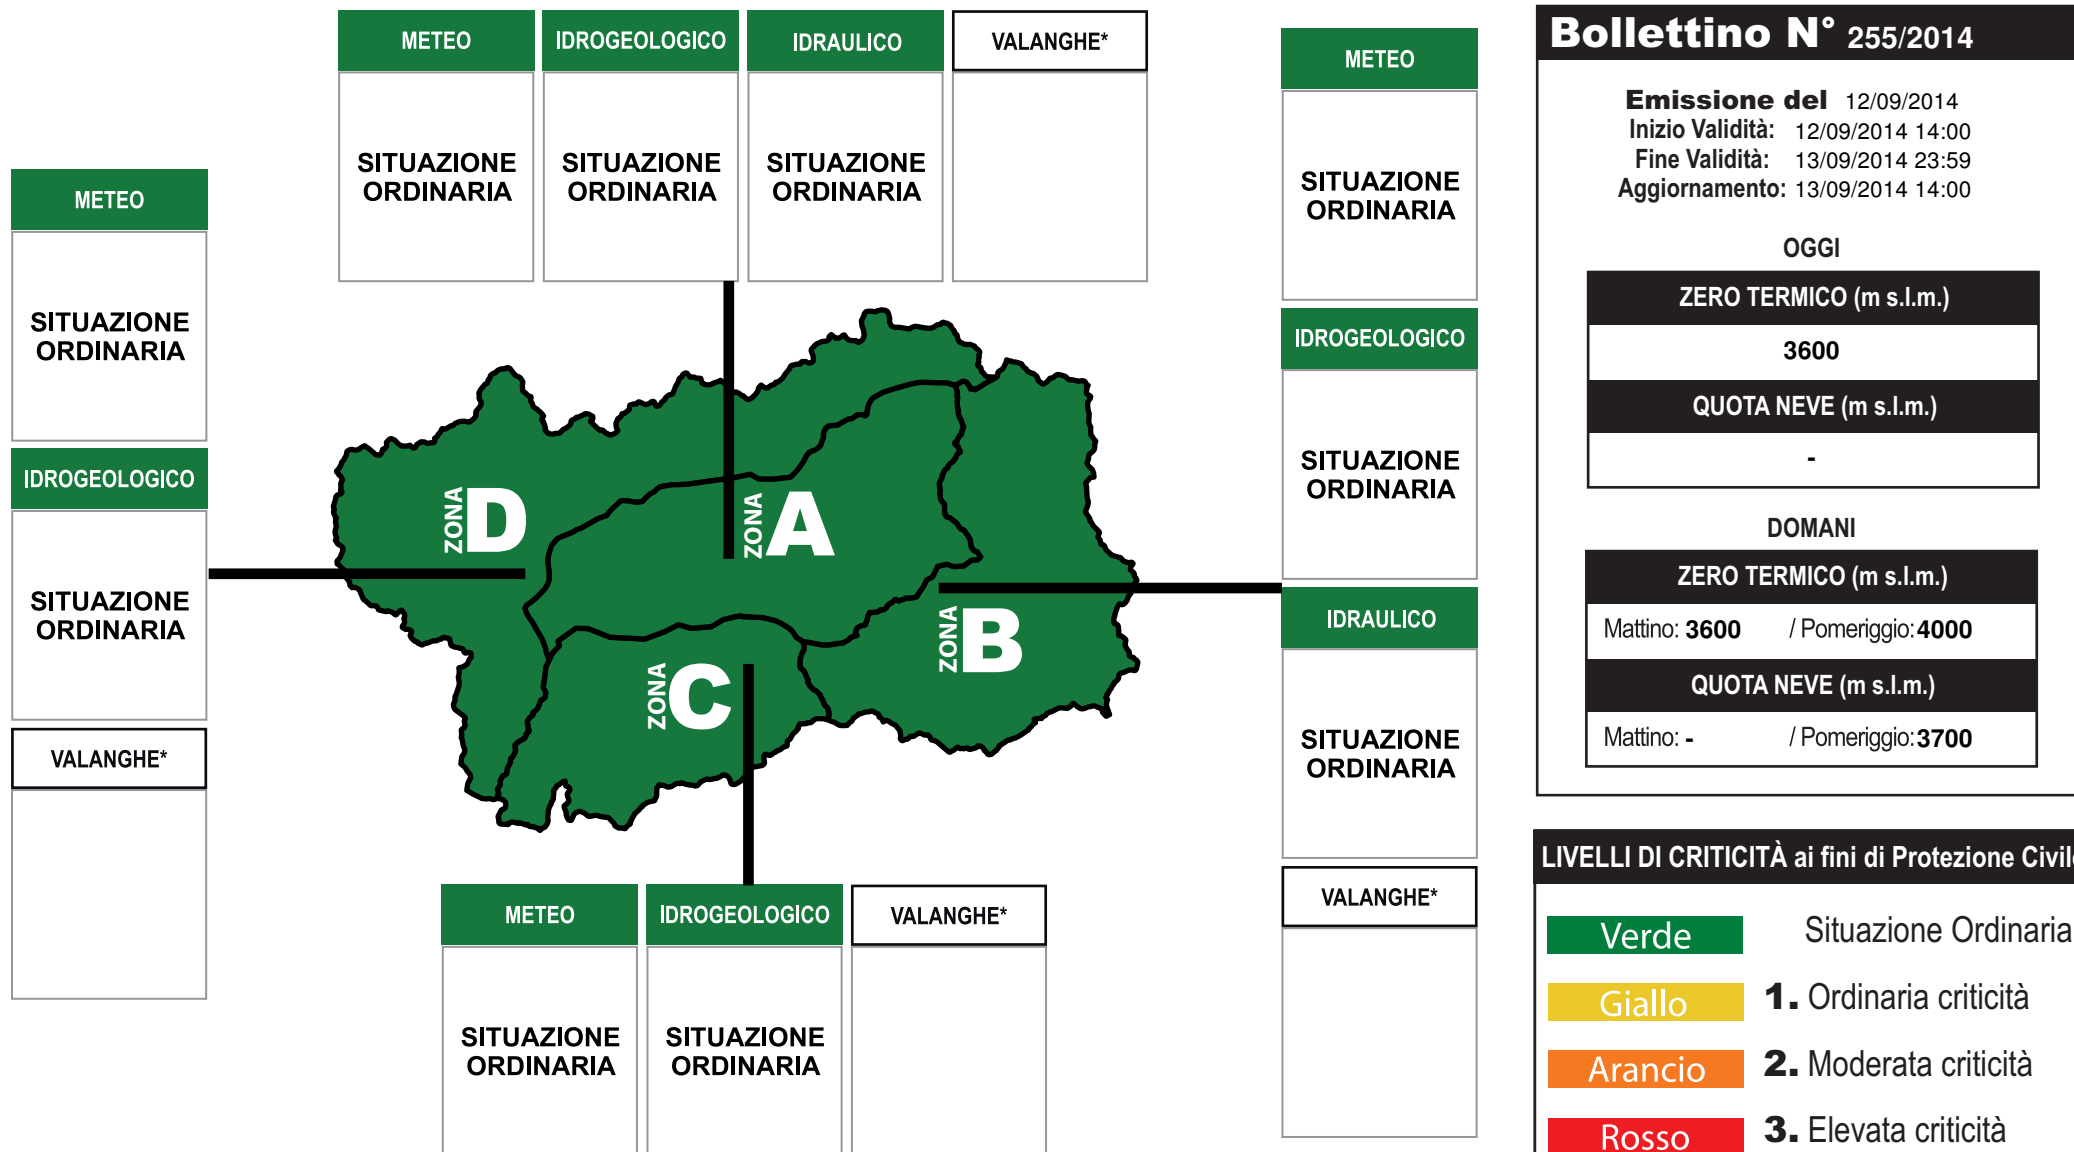 METEO
IDROGEOLOGICO
IDRAULICO
VALANGHE*
SITUAZIONE
ORDINARIA
SITUAZIONE
ORDINARIA
SITUAZIONE
ORDINARIA
METEO
SITUAZIONE
ORDINARIA
IDROGEOLOGICO
SITUAZIONE
ORDINARIA
VALANGHE*
ZONA D
ZONA A
ZONA B
ZONA C
METEO
SITUAZIONE
ORDINARIA
IDROGEOLOGICO
SITUAZIONE
ORDINARIA
IDRAULICO
SITUAZIONE
ORDINARIA
VALANGHE*
METEO
IDROGEOLOGICO
VALANGHE*
SITUAZIONE
ORDINARIA
SITUAZIONE
ORDINARIA
Bollettino N° 255/2014
Emissione del 12/09/2014
Inizio Validità: 12/09/2014 14:00
Fine Validità: 13/09/2014 23:59
Aggiornamento: 13/09/2014 14:00
OGGI
ZERO TERMICO (m s.l.m.)
3600
QUOTA NEVE (m s.l.m.)
-
DOMANI
ZERO TERMICO (m s.l.m.)
Mattino: 3600 / Pomeriggio: 4000
QUOTA NEVE (m s.l.m.)
Mattino: - / Pomeriggio: 3700
LIVELLI DI CRITICITÀ ai fini di Protezione Civile
Verde Situazione Ordinaria
Giallo 1. Ordinaria criticità
Arancio 2. Moderata criticità
Rosso 3. Elevata criticità